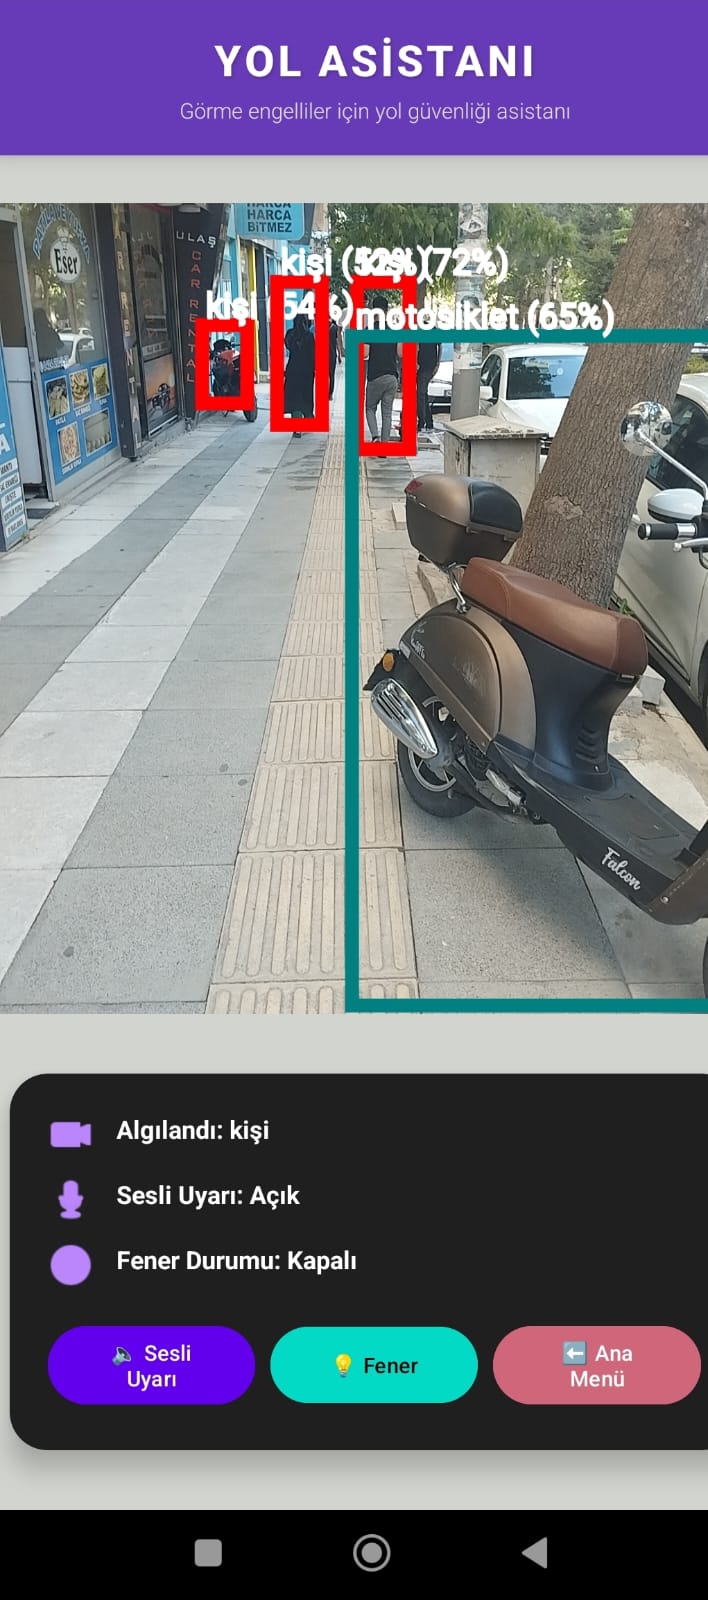 YOL ASİSTANI
Görme engelliler için yol güvenliği asistanı
HARCA
HARCA
BİTMEZ
Eser
ULAŞ
CAR RENTAL
kişi (52%)
kişi (72%)
kişi (54%)
motosiklet (65%)
Falcon
Algılandı: kişi
Sesli Uyarı: Açık
Fener Durumu: Kapalı
🔈 Sesli
Uyarı
💡 Fener
⬅️ Ana
Menü